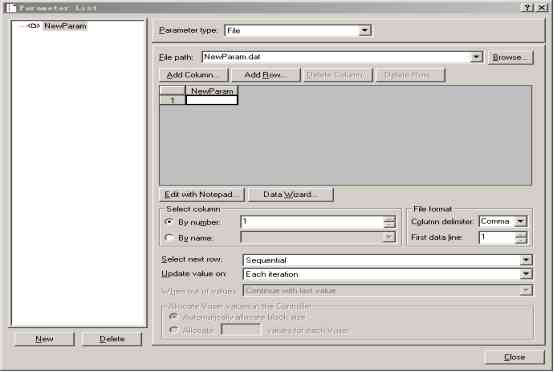 Parameter List
NewParam
Parameter type: File
File path: NewParam.dat Browse...
Add Column... Add Row... Delete Column... Delete Row...
NewParam
1
Edit with Notepad... Data Wizard...
Select column
By number: 1
By name:
File format
Column delimiter: Comma
First data line: 1
Select next row: Sequential
Update value on: Each iteration
When out of values: Continue with last value
Allocate Vuser values in the Controller
Automatically allocate block size
Allocate values for each Vuser
New Delete
Close